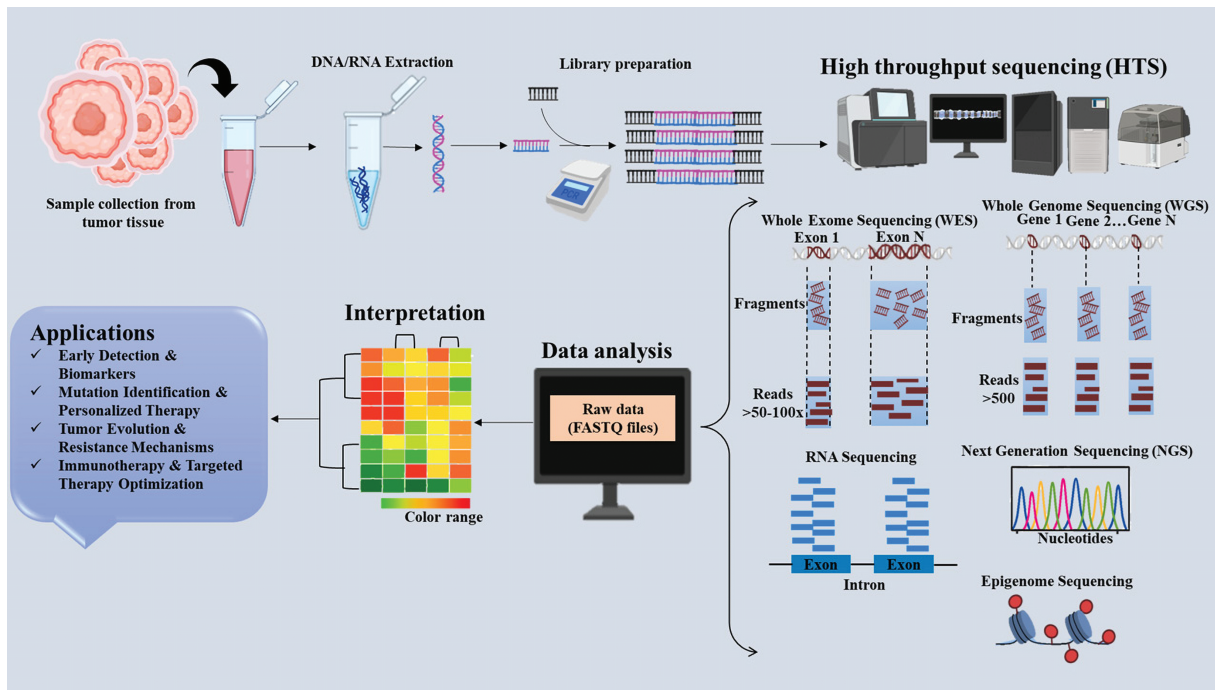 DNA/RNA Extraction
Library preparation
High throughput sequencing (HTS)
PCR
Sample collection from
tumor tissue
Whole Exome Sequencing (WES)
Exon 1
Exon N
Fragments
Reads
>50-100x
Whole Genome Sequencing (WGS)
Gene 1
Gene 2...
Gene N
Fragments
Reads
>500
RNA Sequencing
Exon
Exon
Intron
Next Generation Sequencing (NGS)
Nucleotides
Epigenome Sequencing
Data analysis
Raw data
(FASTQ files)
Interpretation
Color range
Applications
✓ Early Detection &
Biomarkers
✓ Mutation Identification &
Personalized Therapy
✓ Tumor Evolution &
Resistance Mechanisms
✓ Immunotherapy & Targeted
Therapy Optimization